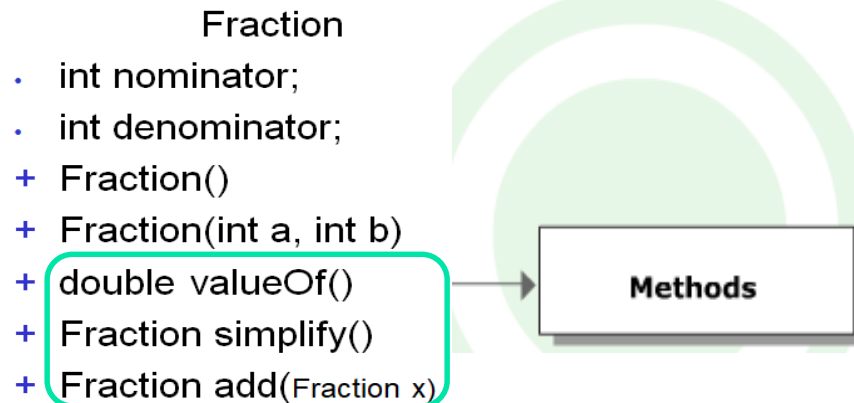 Fraction
· int nominator;
· int denominator;
+ Fraction()
+ Fraction(int a, int b)
+ double valueOf()
Methods
+ Fraction simplify()
+ Fraction add(Fraction x)